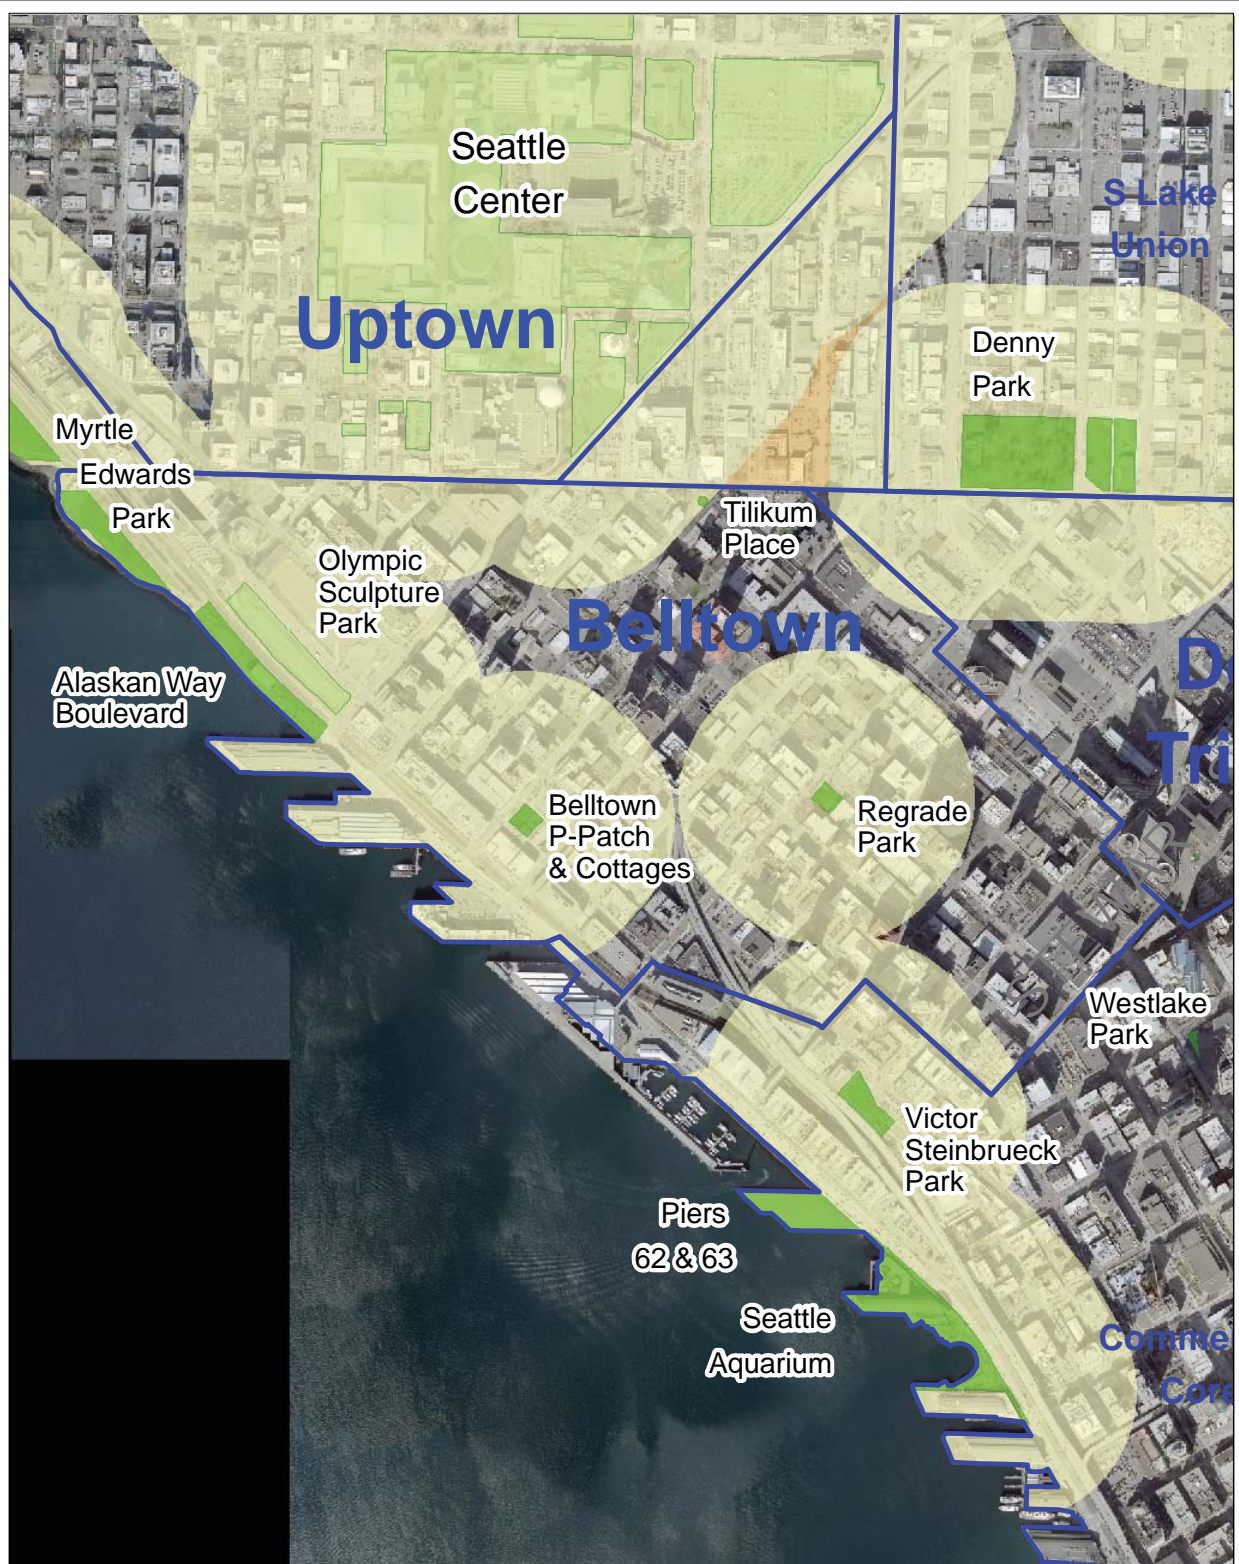 Seattle
Center
S Lake
Union
Uptown
Denny
Park
Myrtle
Edwards
Park
Tilikum
Place
Olympic
Sculpture
Park
Belltown
Alaskan Way
Boulevard
Belltown
P-Patch
& Cottages
Regrade
Park
Westlake
Park
Victor
Steinbrueck
Park
Piers
62 & 63
Seattle
Aquarium
Core